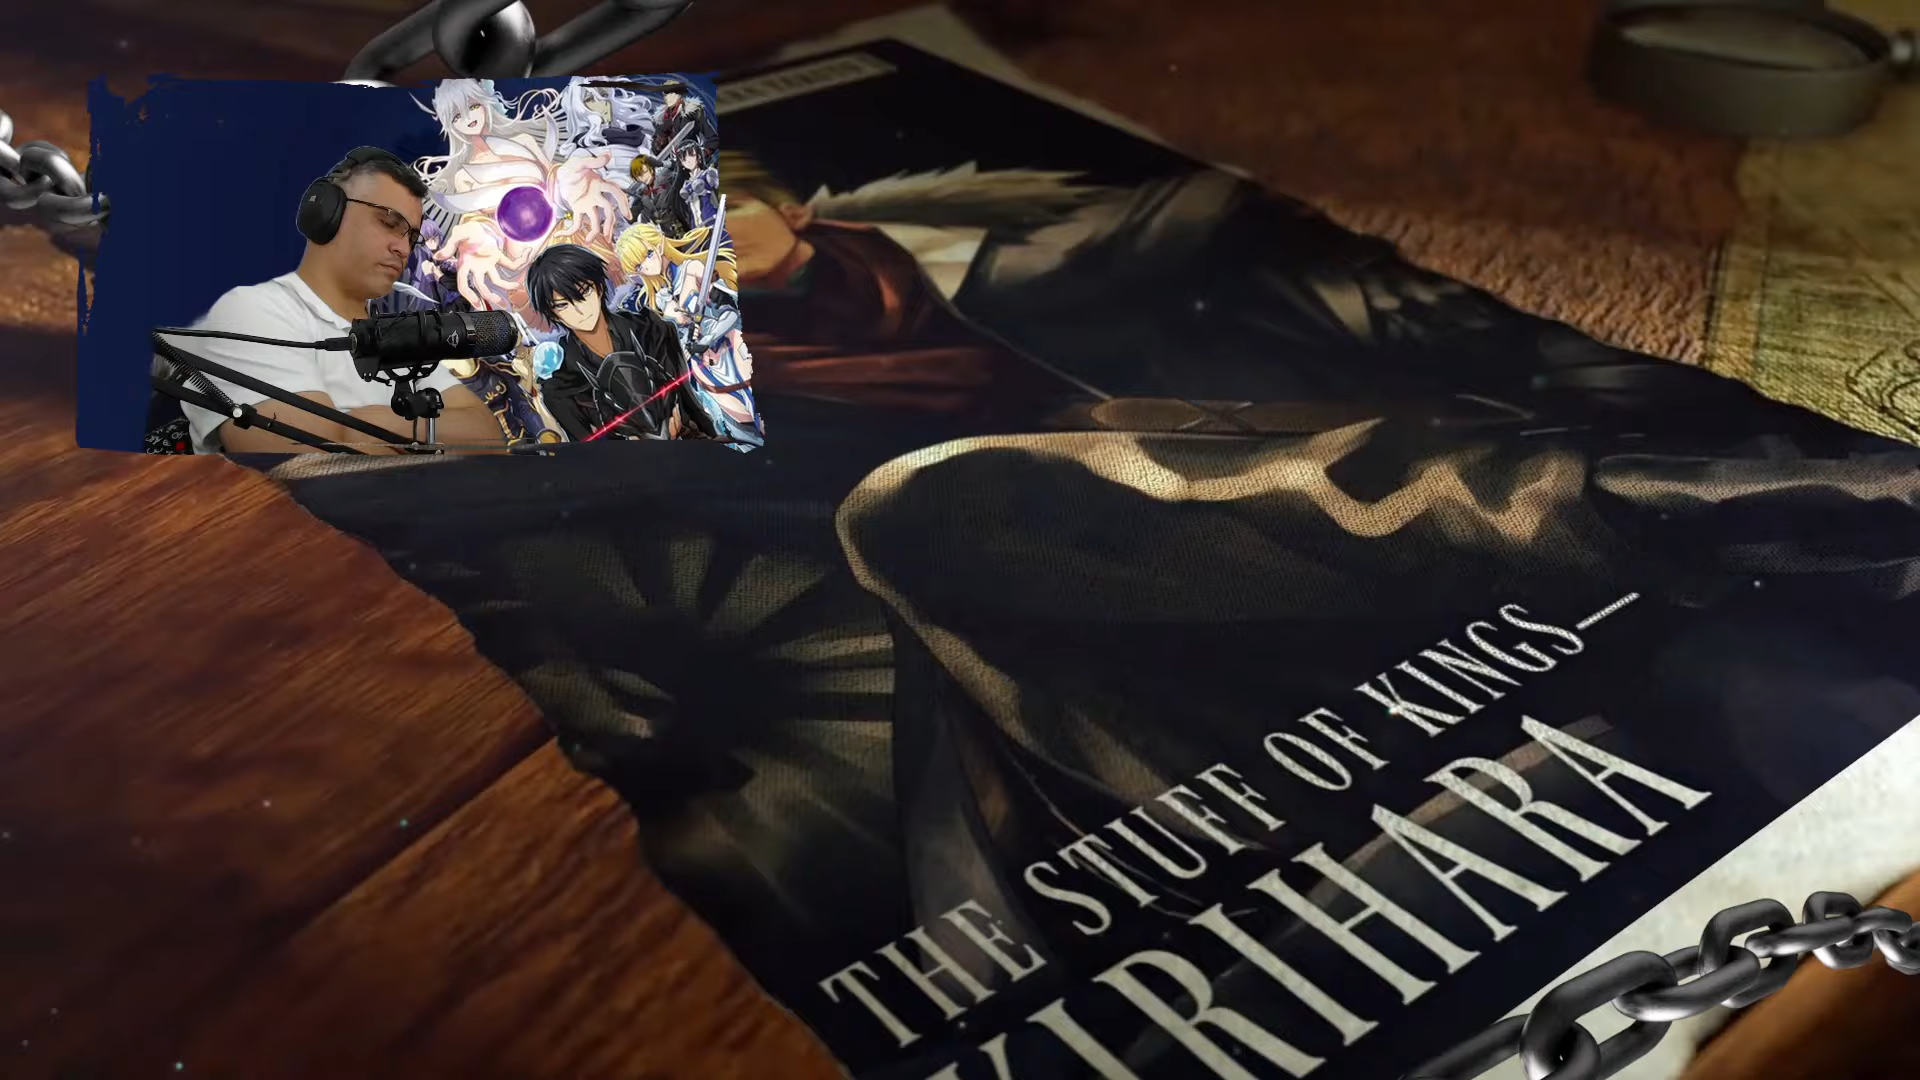 THE STUFF OF KINGS—
KIRIHARA